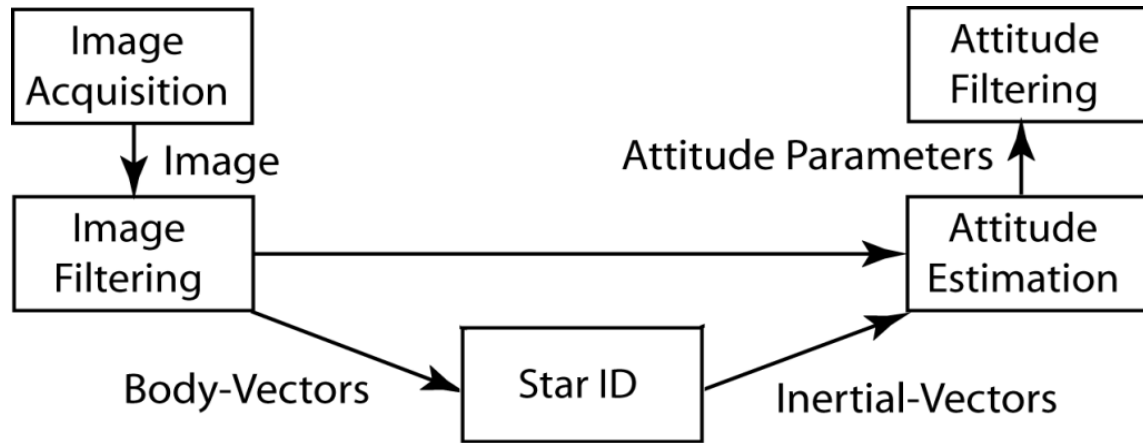 Image
Acquisition
Image
Image
Filtering
Body-Vectors
Star ID
Inertial-Vectors
Attitude
Estimation
Attitude Parameters
Attitude
Filtering